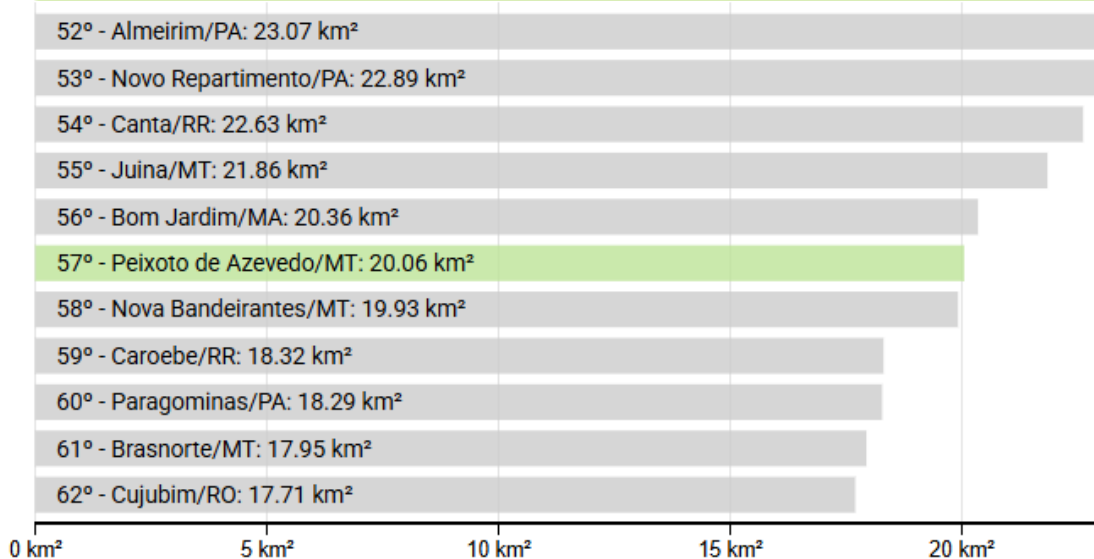 52º - Almeirim/PA: 23.07 km²
53º - Novo Repartimento/PA: 22.89 km²
54º - Canta/RR: 22.63 km²
55º - Juina/MT: 21.86 km²
56º - Bom Jardim/MA: 20.36 km²
57º - Peixoto de Azevedo/MT: 20.06 km²
58º - Nova Bandeirantes/MT: 19.93 km²
59º - Caroebe/RR: 18.32 km²
60º - Paragominas/PA: 18.29 km²
61º - Brasnorte/MT: 17.95 km²
62º - Cujubim/RO: 17.71 km²
0 km² 5 km² 10 km² 15 km² 20 km²